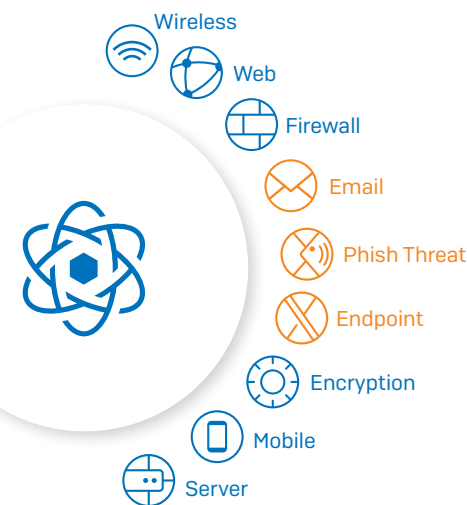 Wireless
Web
Firewall
Email
Phish Threat
Endpoint
Encryption
Mobile
Server